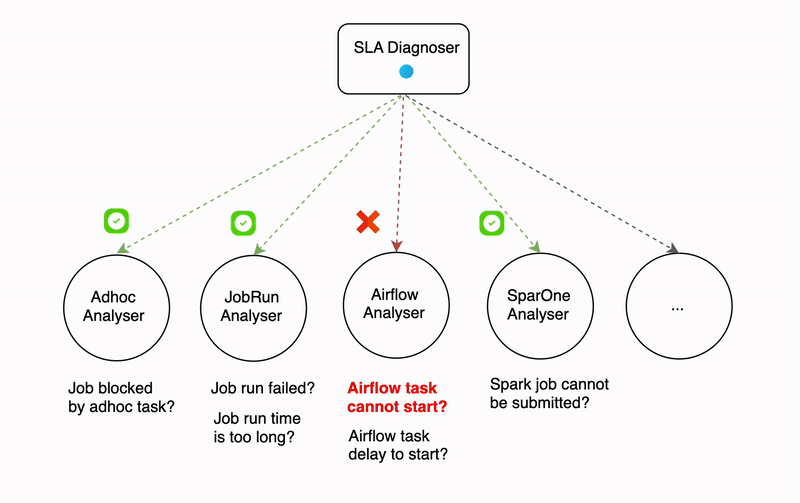 SLA Diagnoser
Adhoc
Analyser
JobRun
Analyser
Airflow
Analyser
SparOne
Analyser
...
Job blocked
by adhoc task?
Job run failed?
Job run time
is too long?
Airflow task
cannot start?
Airflow task
delay to start?
Spark job cannot
be submitted?